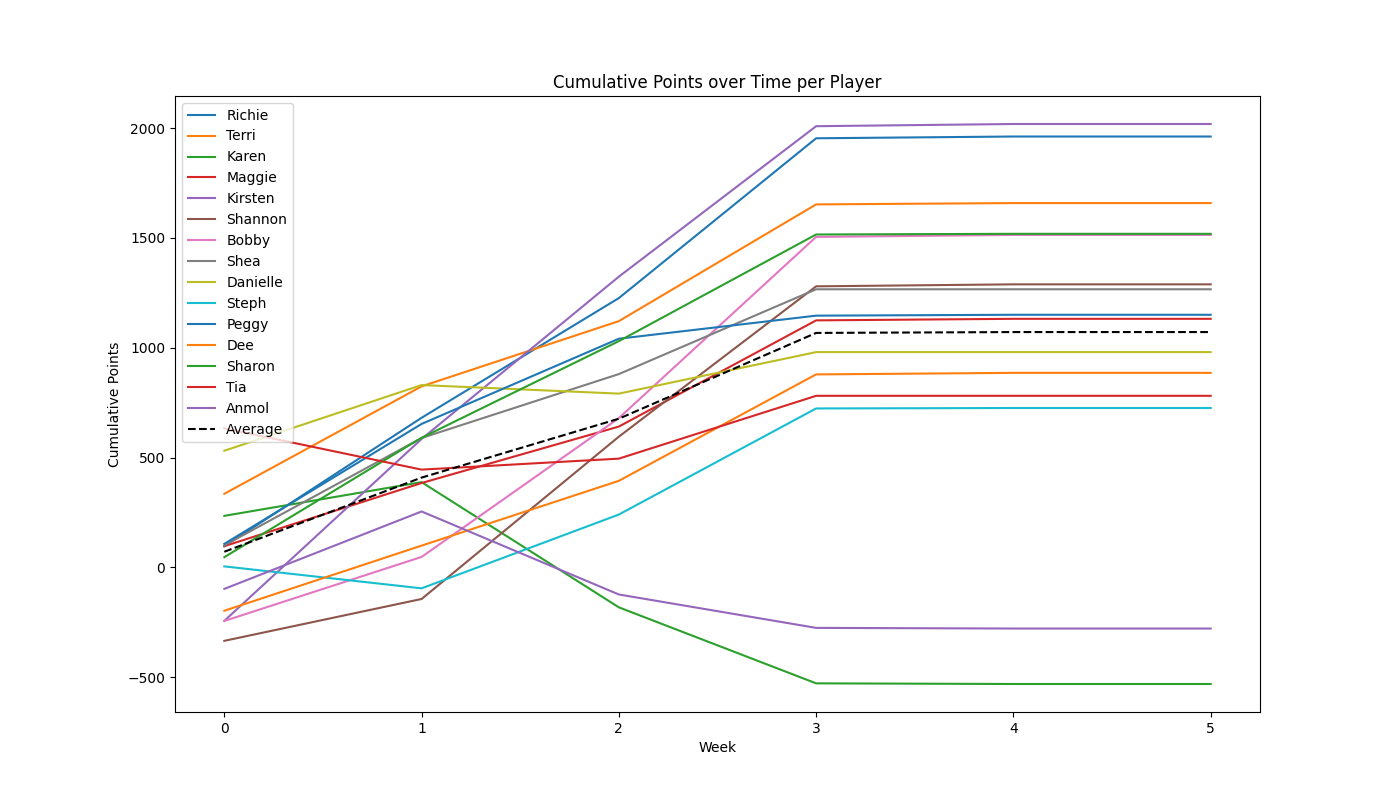 Cumulative Points over Time per Player
Richie
Terri
Karen
Maggie
Kirsten
Shannon
Bobby
Shea
Danielle
Steph
Peggy
Dee
Sharon
Tia
Anmol
Average
Cumulative Points
2000
1500
1000
500
0
−500
0 1 2 3 4 5
Week